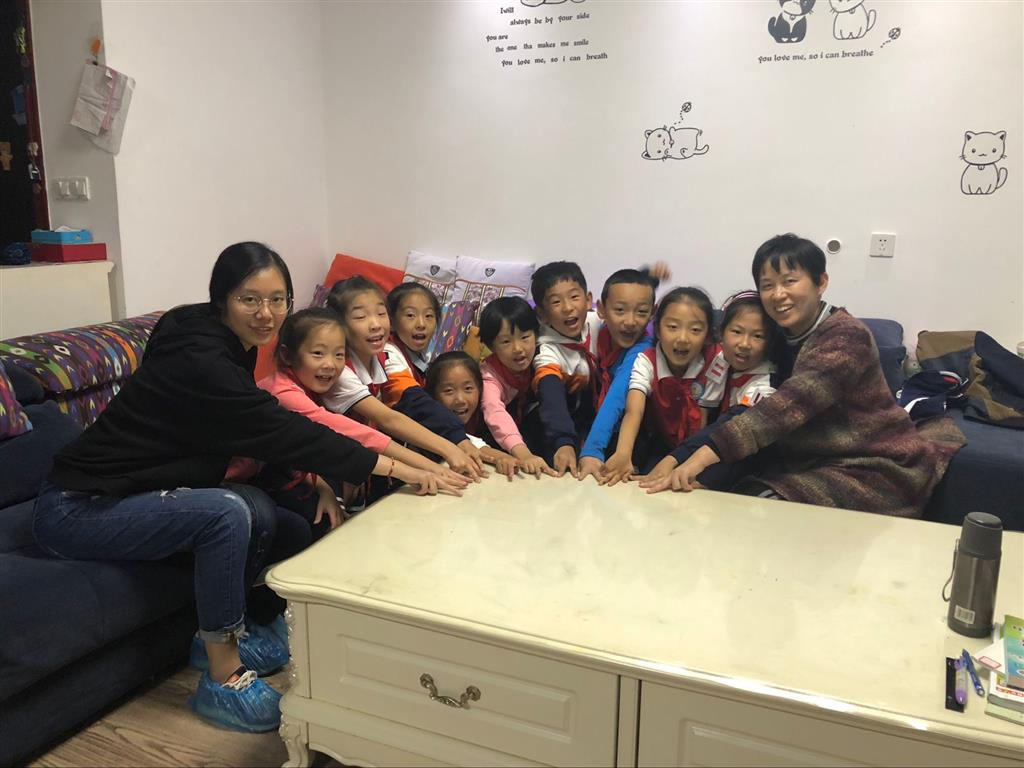 I will
always be by your side
you are
the one tha makes me smile
you love me, so i can breath
you love me, so i can breathe